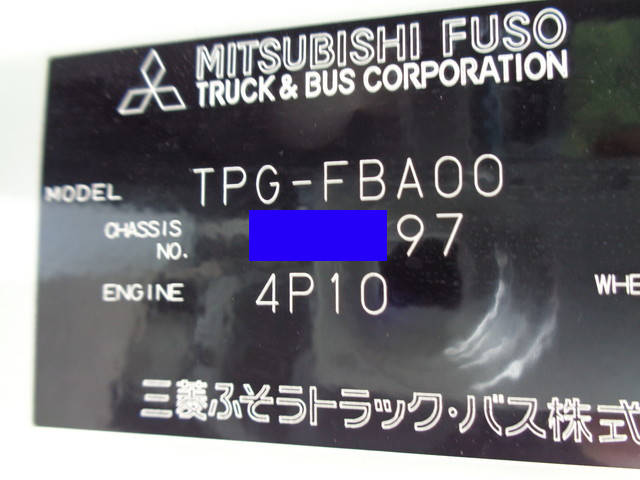 MITSUBISHI FUSO
TRUCK & BUS CORPORATION
MODEL TPG-FBA00
CHASSIS NO. 97
ENGINE 4P10
WHE
三菱ふそうトラック・バス株式